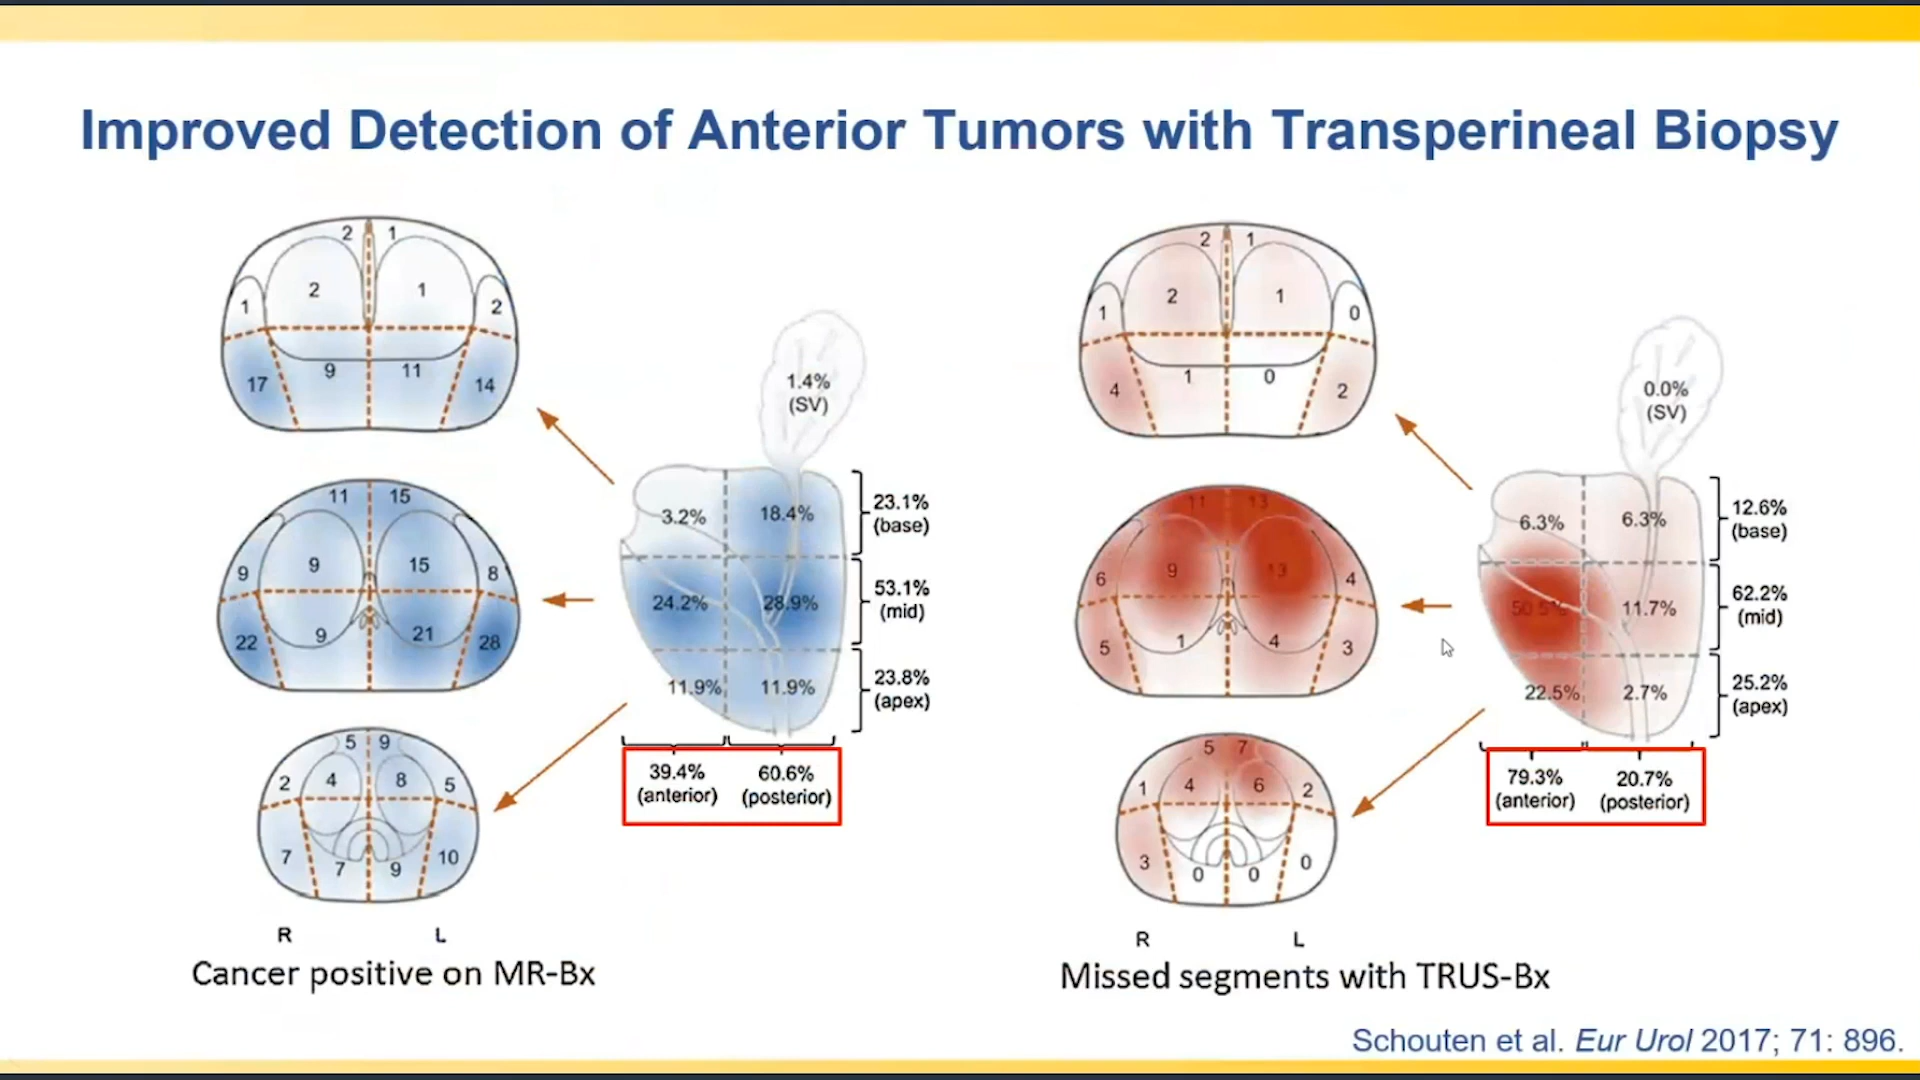 Improved Detection of Anterior Tumors with Transperineal Biopsy
2 1
2 1
1 2
9 11
17 14
11 15
9 15
9 8
9 21
22 28
5 9
2 4 8 5
7 10
7 9
R L
Cancer positive on MR-Bx
1.4%
(SV)
3.2% 18.4%
24.2% 28.9%
11.9% 11.9%
23.1%
(base)
53.1%
(mid)
23.8%
(apex)
39.4% 60.6%
(anterior) (posterior)
2 1
2 1
1 0
1 0
4 2
11 13
9 13
6 4
1 4
5 3
5 7
1 4 6 2
3 0
0 0
R L
Missed segments with TRUS-Bx
0.0%
(SV)
6.3% 6.3%
50.5% 11.7%
22.5% 2.7%
12.6%
(base)
62.2%
(mid)
25.2%
(apex)
79.3% 20.7%
(anterior) (posterior)
Schouten et al. Eur Urol 2017; 71: 896.